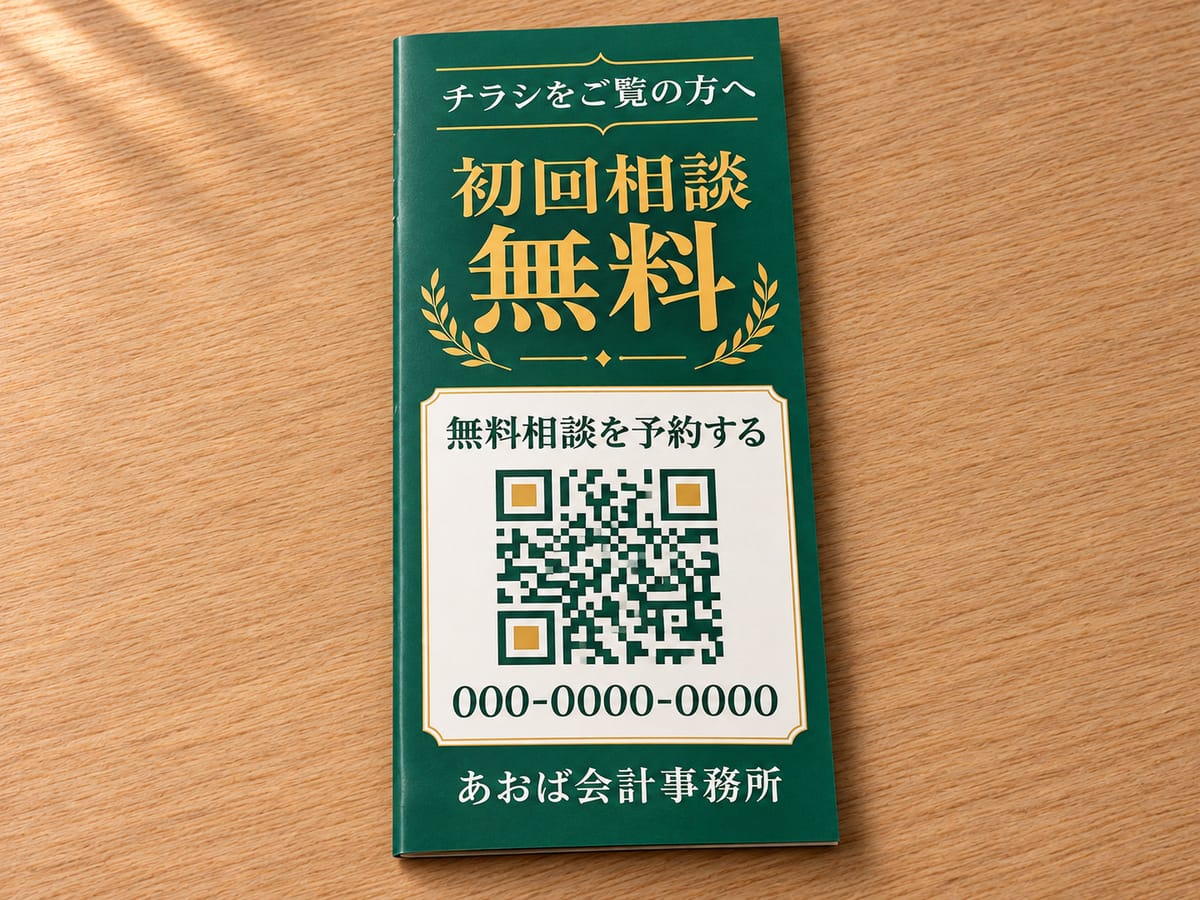 チラシをご覧の方へ
初回相談
無料
無料相談を予約する
000-0000-0000
あおば会計事務所